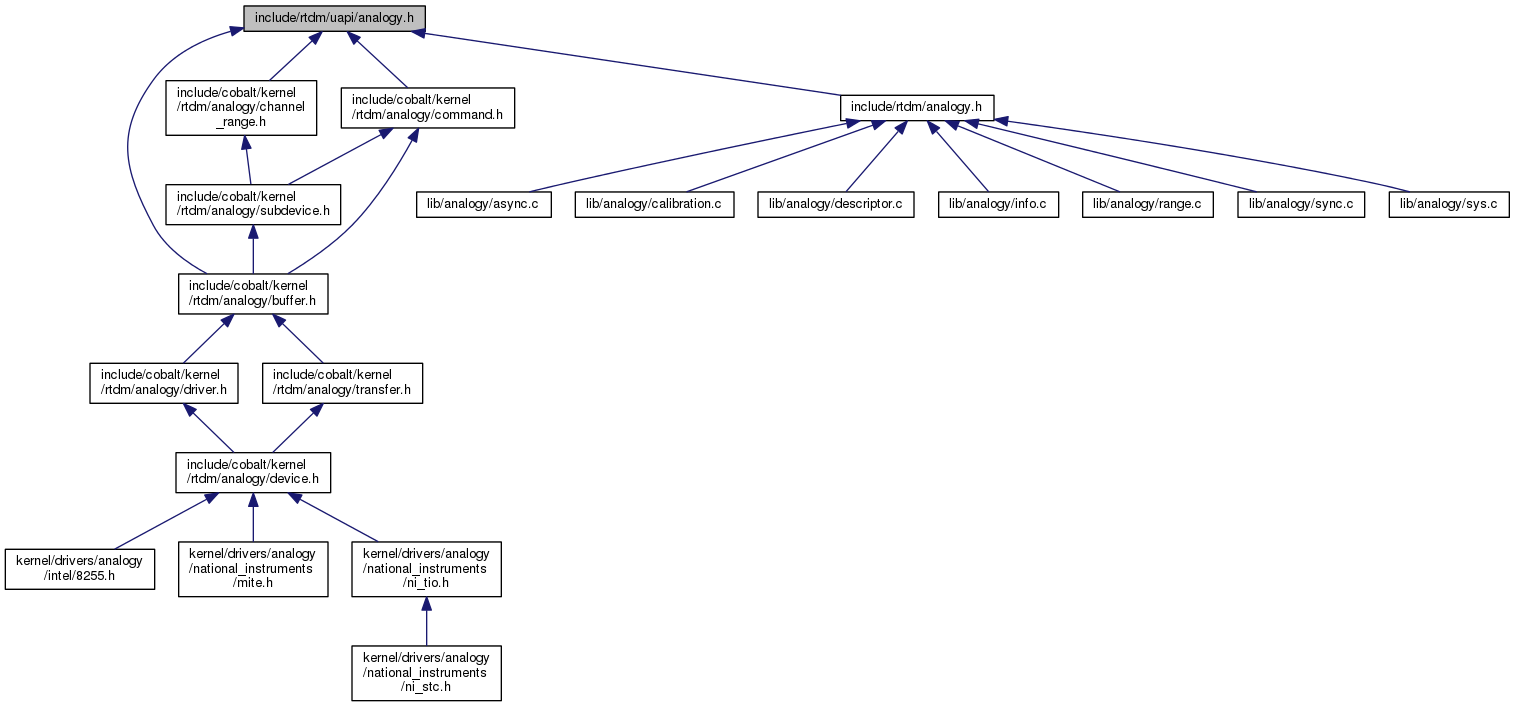 include/rtdm/uapi/analogy.h
include/cobalt/kernel
/rtdm/analogy/channel
_range.h
include/cobalt/kernel
/rtdm/analogy/command.h
include/rtdm/analogy.h
include/cobalt/kernel
/rtdm/analogy/subdevice.h
lib/analogy/async.c
lib/analogy/calibration.c
lib/analogy/descriptor.c
lib/analogy/info.c
lib/analogy/range.c
lib/analogy/sync.c
lib/analogy/sys.c
include/cobalt/kernel
/rtdm/analogy/buffer.h
include/cobalt/kernel
/rtdm/analogy/driver.h
include/cobalt/kernel
/rtdm/analogy/transfer.h
include/cobalt/kernel
/rtdm/analogy/device.h
kernel/drivers/analogy
/intel/8255.h
kernel/drivers/analogy
/national_instruments
/mite.h
kernel/drivers/analogy
/national_instruments
/ni_tio.h
kernel/drivers/analogy
/national_instruments
/ni_stc.h